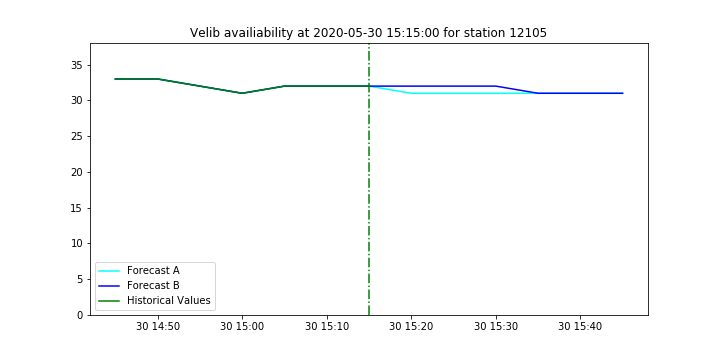 Velib availiability at 2020-05-30 15:15:00 for station 12105
35
30
25
20
15
10
5
0
Forecast A
Forecast B
Historical Values
30 14:50 30 15:00 30 15:10 30 15:20 30 15:30 30 15:40